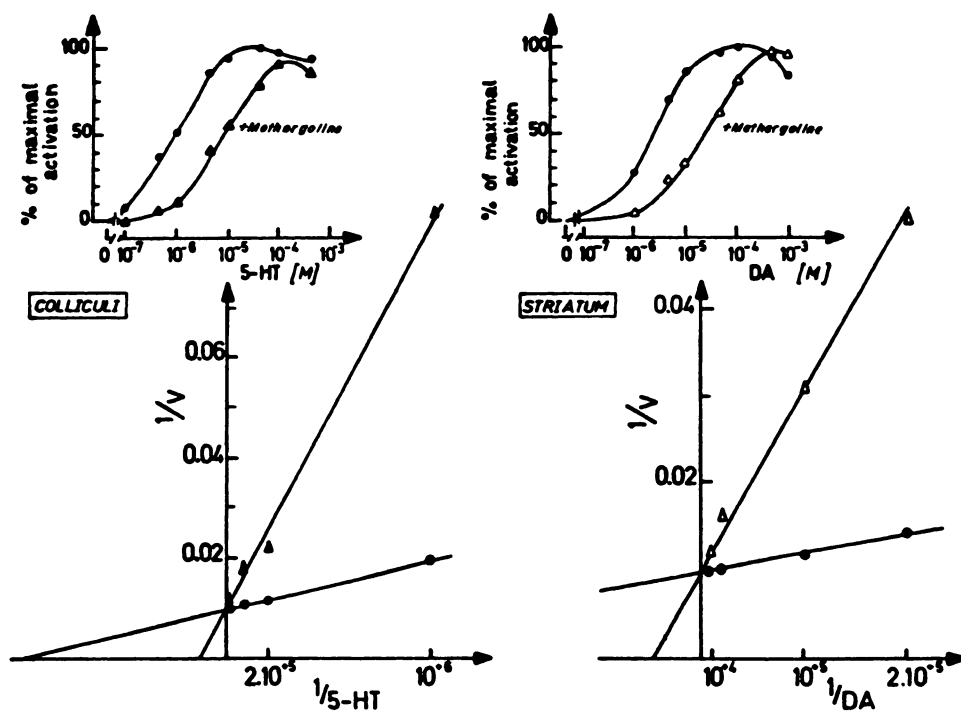 % of maximal
activation
100
50
0
+Methergoline
0 10⁻⁷ 10⁻⁶ 10⁻⁵ 10⁻⁴ 10⁻³
5-HT [M]
COLLICULI
1/V
0.06
0.04
0.02
2.10⁺⁵ 10⁺⁶
1/5-HT
% of maximal
activation
100
50
0
+Methergoline
0 10⁻⁷ 10⁻⁶ 10⁻⁵ 10⁻⁴ 10⁻³
DA [M]
STRIATUM
1/V
0.04
0.02
10⁺⁴ 10⁺⁵ 2.10⁺⁵
1/DA